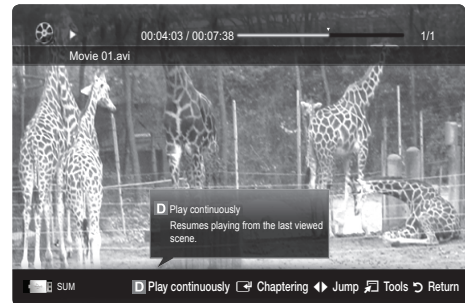 00:04:03 / 00:07:38 1/1
Movie 01.avi
D Play continuously
Resumes playing from the last viewed
scene.
SUM D Play continuously Chaptering Jump Tools Return